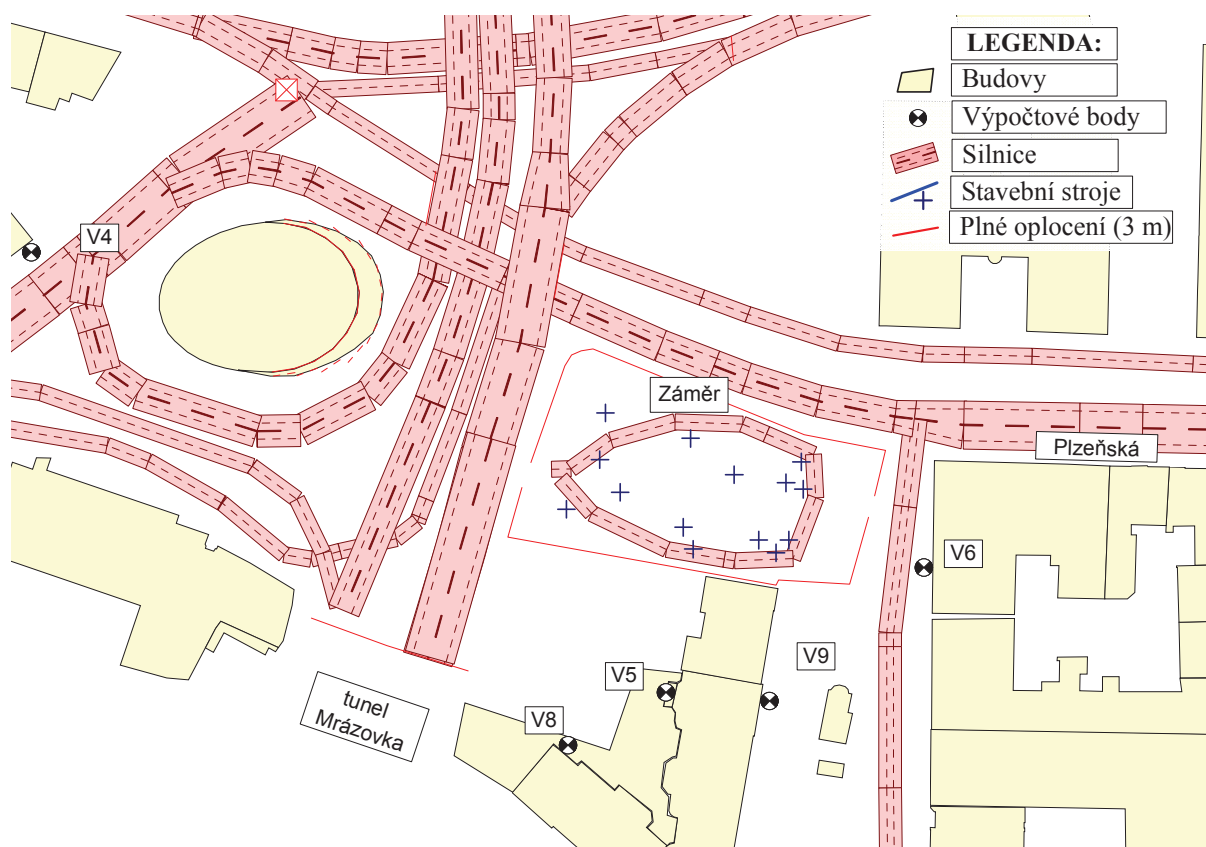 LEGENDA:
Budovy
Výpočtové body
Silnice
Stavební stroje
Plné oplocení (3 m)
V4
Záměr
Plzeňská
V6
V9
V5
V8
tunel
Mrázovka